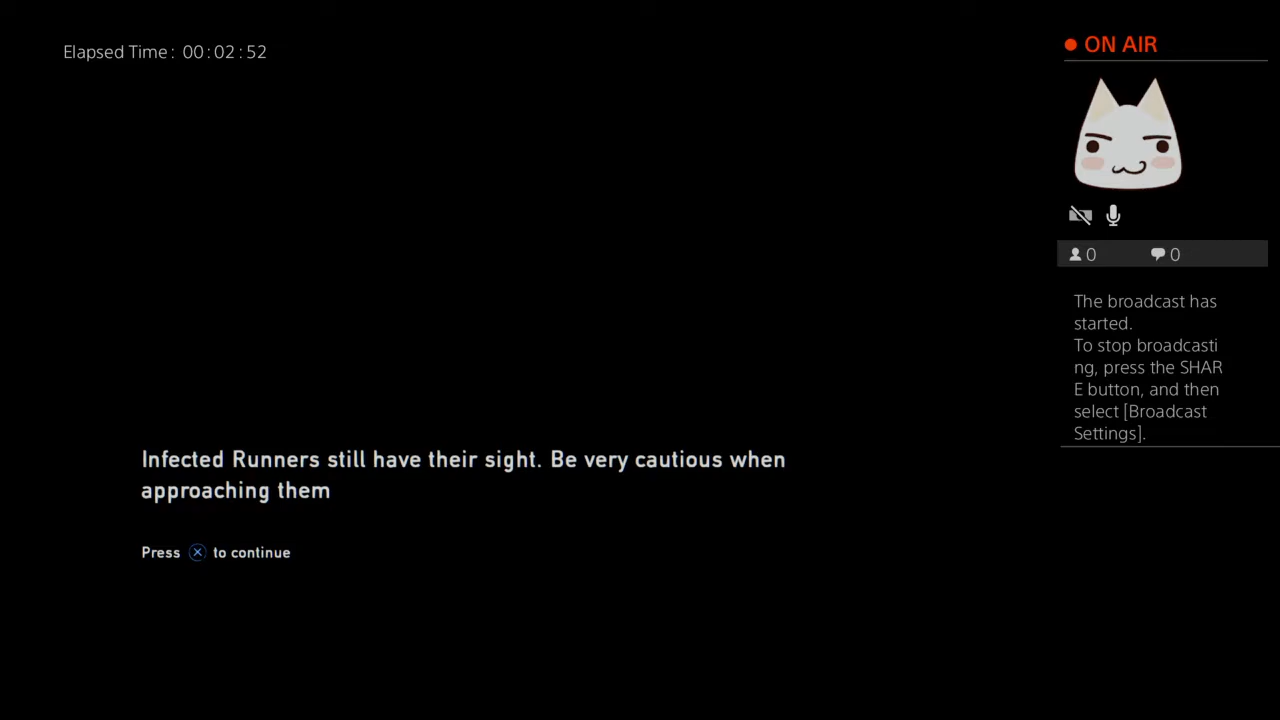 Elapsed Time: 00:02:52
ON AIR
0 0
The broadcast has
started.
To stop broadcasti
ng, press the SHAR
E button, and then
select [Broadcast
Settings].
Infected Runners still have their sight. Be very cautious when
approaching them
Press to continue